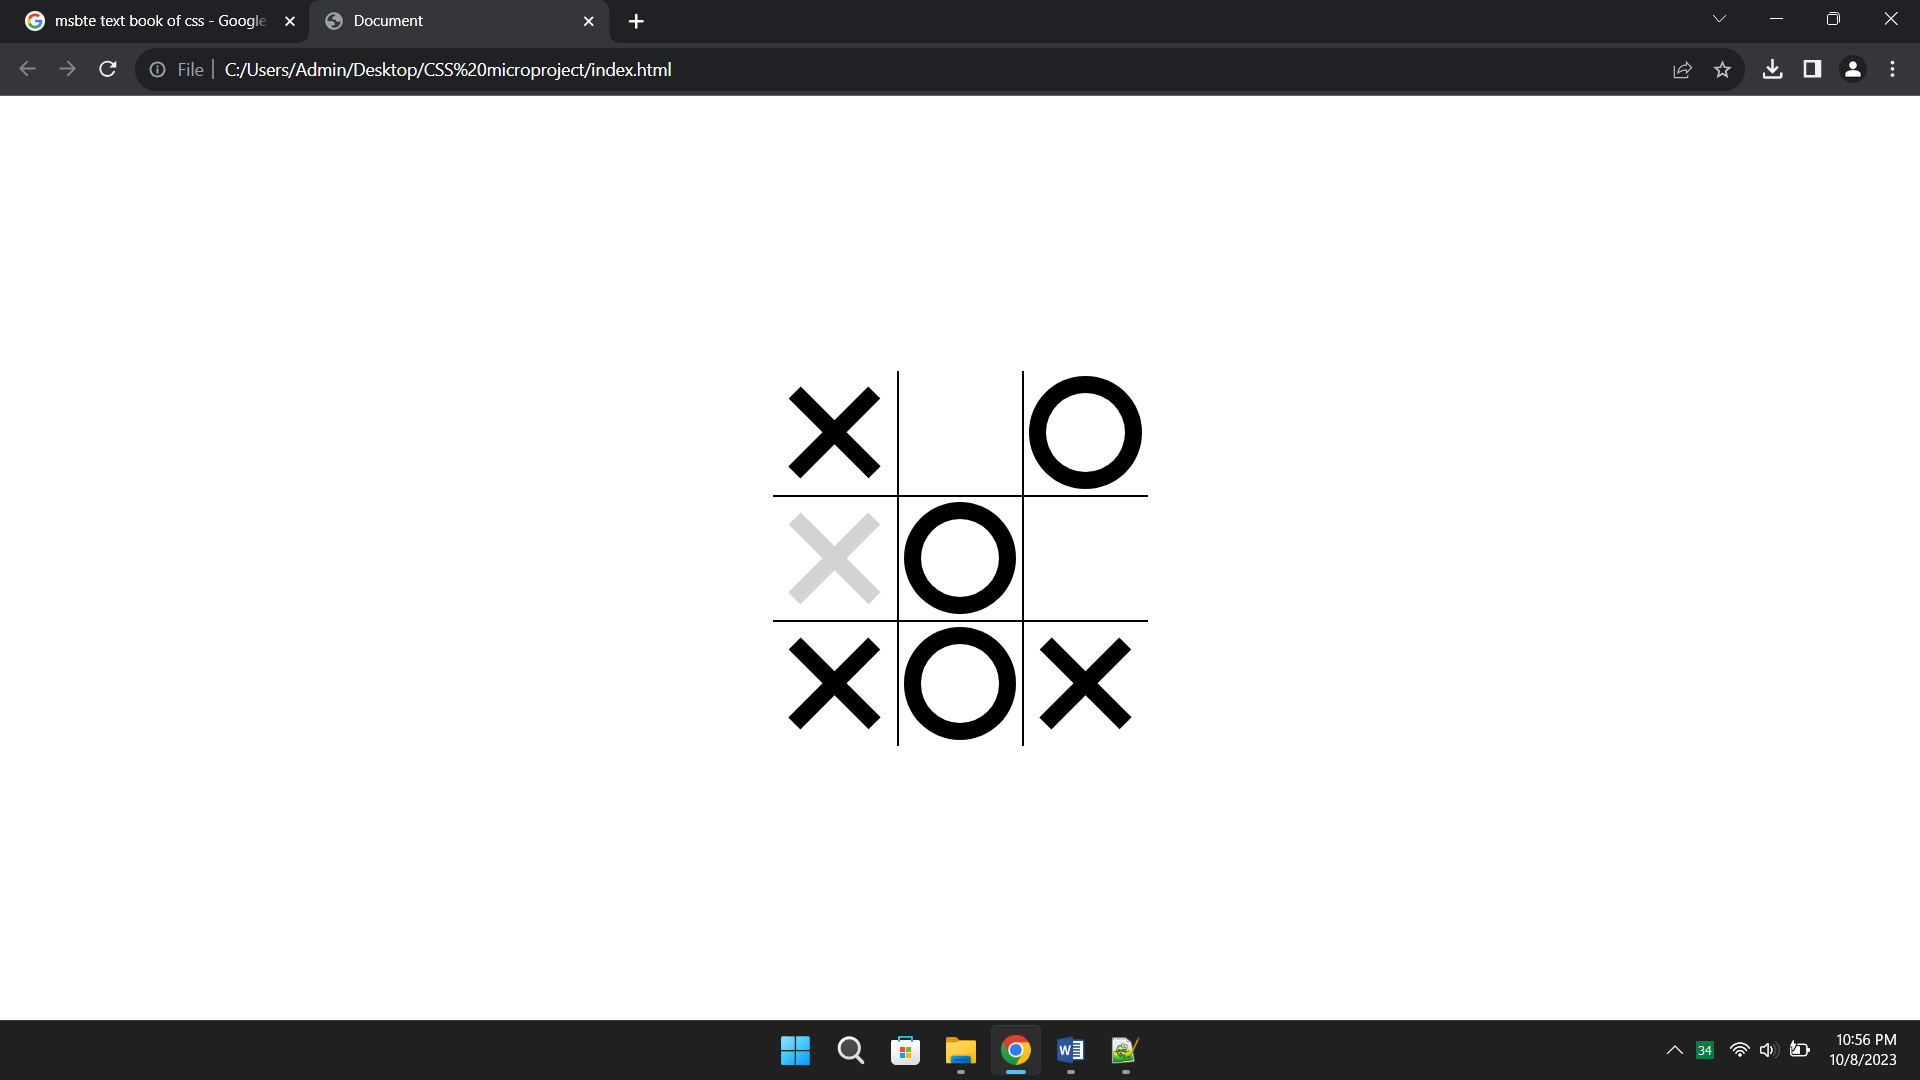 msbte text book of css - Google
Document
File
C:/Users/Admin/Desktop/CSS%20microproject/index.html
X O
X O
X O X
34
10:56 PM
10/8/2023